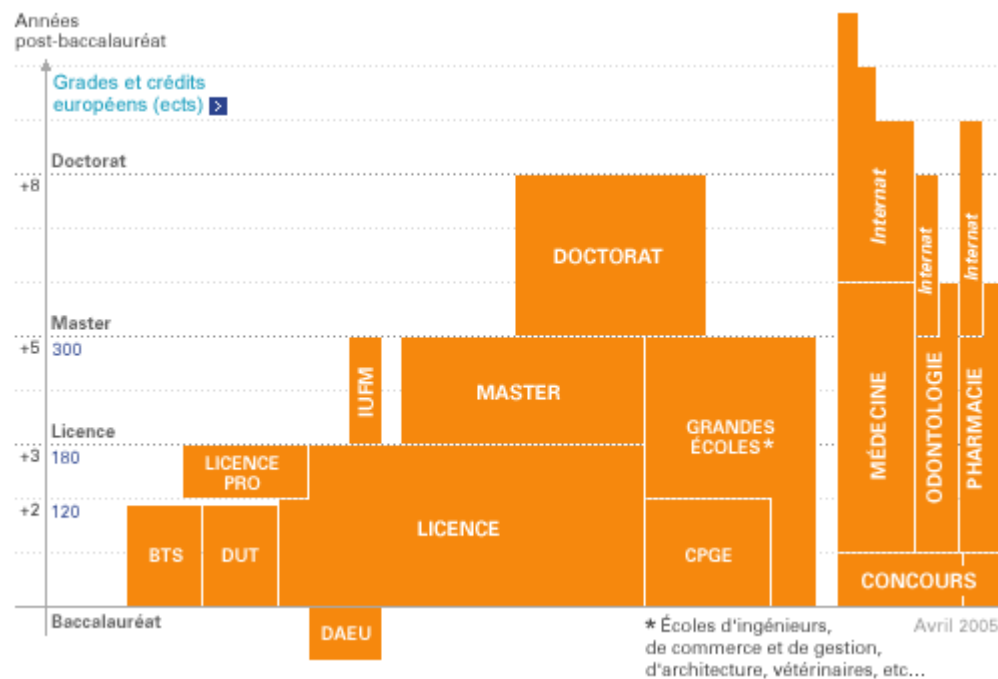 Années
post-baccalauréat
Grades et crédits
européens (ects)
Doctorat
+8
DOCTORAT
Internat
Internat
Internat
Master
+5 300
IUFM
MASTER
GRANDES
ÉCOLES*
MÉDECINE
ODONTOLOGIE
PHARMACIE
Licence
+3 180
LICENCE
PRO
LICENCE
+2 120
BTS
DUT
CPGE
CONCOURS
Baccalauréat
DAEU
* Écoles d'ingénieurs,
de commerce et de gestion,
d'architecture, vétérinaires, etc...
Avril 2005